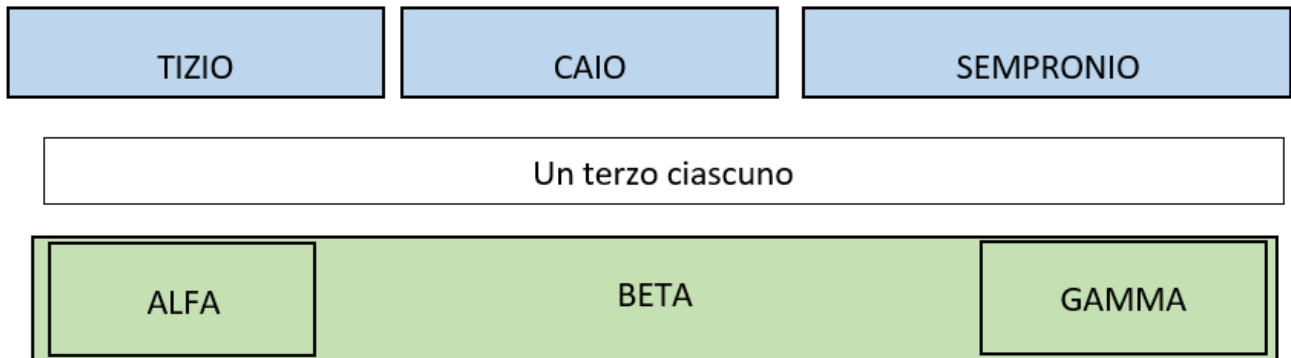 TIZIO CAIO SEMPRONIO
Un terzo ciascuno
ALFA BETA GAMMA